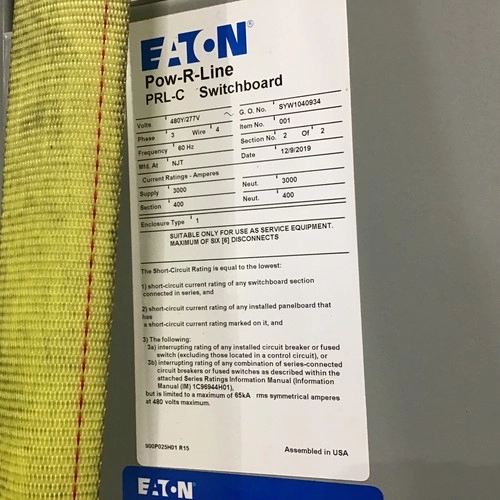 EATON
Pow-R-Line
PRL-C Switchboard
Volts 480Y/277V ~ G. O. No. SYW1040934
Phase 3 Wire 4 Item No. 001
Frequency 60 Hz Section No. 2 Of 2
Mfd. At NJT Date 12/9/2019
Current Ratings - Amperes
Supply 3000 Neut. 3000
Section 400 Neut. 400
Enclosure Type 1
SUITABLE ONLY FOR USE AS SERVICE EQUIPMENT.
MAXIMUM OF SIX [6] DISCONNECTS
The Short-Circuit Rating is equal to the lowest:
1) short-circuit current rating of any switchboard section
connected in series, and
2) short-circuit current rating of any installed panelboard that
has
a short-circuit current rating marked on it, and
3) The following:
3a) interrupting rating of any installed circuit breaker or fused
switch (excluding those located in a control circuit), or
3b) interrupting rating of any combination of series-connected
circuit breakers or fused switches as described within the
attached Series Ratings Information Manual (Information
Manual (IM) 1C96944H01),
but is limited to a maximum of 65kA rms symmetrical amperes
at 480 volts maximum.
900P025H01 R15 Assembled in USA
EATON